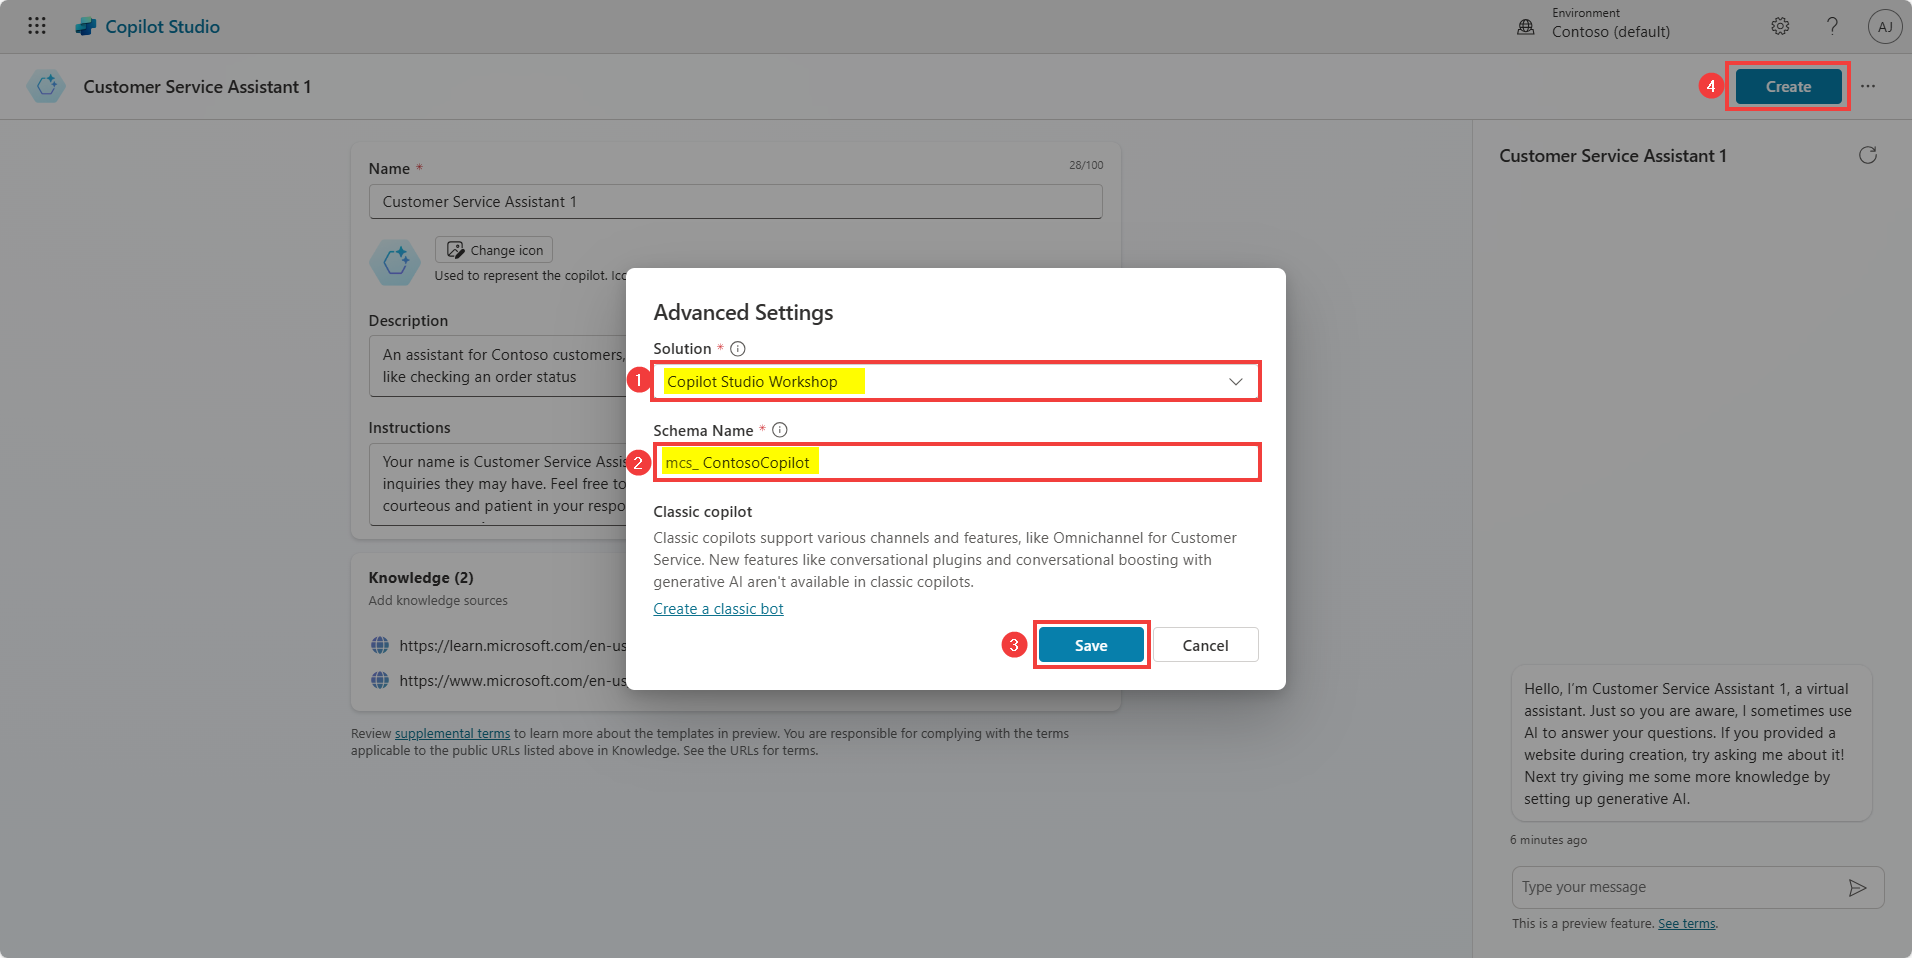 Copilot Studio
Environment
Contoso (default)
AJ
Customer Service Assistant 1
4
Create
Name *
28/100
Customer Service Assistant 1
Change icon
Used to represent the copilot.
Description
An assistant for Contoso customers,
like checking an order status
Instructions
Your name is Customer Service
inquiries they may have. Feel free to
courteous and patient in your
Knowledge (2)
Add knowledge sources
https://learn.microsoft.com/en-us
https://www.microsoft.com/en-us
Review supplemental terms to learn more about the templates in preview. You are responsible for complying with the terms
applicable to the public URLs listed above in Knowledge. See the URLs for terms.
Advanced Settings
Solution *
1
Copilot Studio Workshop
Schema Name *
2
mcs_ ContosoCopilot
Classic copilot
Classic copilots support various channels and features, like Omnichannel for Customer
Service. New features like conversational plugins and conversational boosting with
generative AI aren't available in classic copilots.
Create a classic bot
3
Save
Cancel
Customer Service Assistant 1
Hello, I'm Customer Service Assistant 1, a virtual
assistant. Just so you are aware, I sometimes use
AI to answer your questions. If you provided a
website during creation, try asking me about it!
Next try giving me some more knowledge by
setting up generative AI.
6 minutes ago
Type your message
This is a preview feature. See terms.